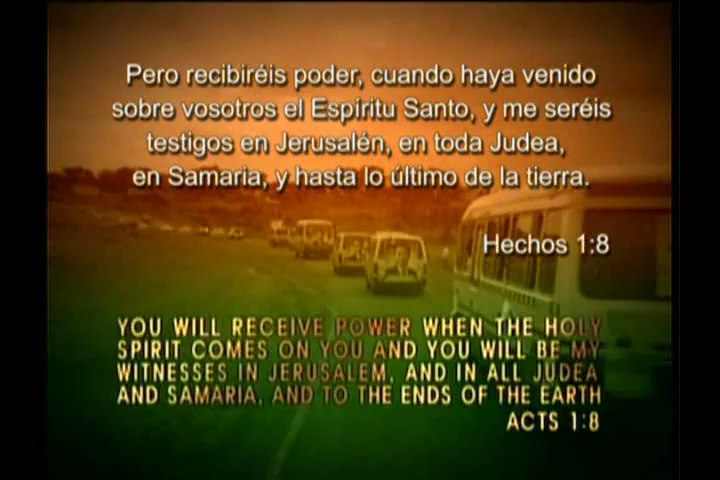 Pero recibiréis poder, cuando haya venido
sobre vosotros el Espíritu Santo, y me seréis
testigos en Jerusalén, en toda Judea,
en Samaria, y hasta lo último de la tierra.
Hechos 1:8
YOU WILL RECEIVE POWER WHEN THE HOLY
SPIRIT COMES ON YOU AND YOU WILL BE MY
WITNESSES IN JERUSALEM, AND IN ALL JUDEA
AND SAMARIA, AND TO THE ENDS OF THE EARTH
ACTS 1:8